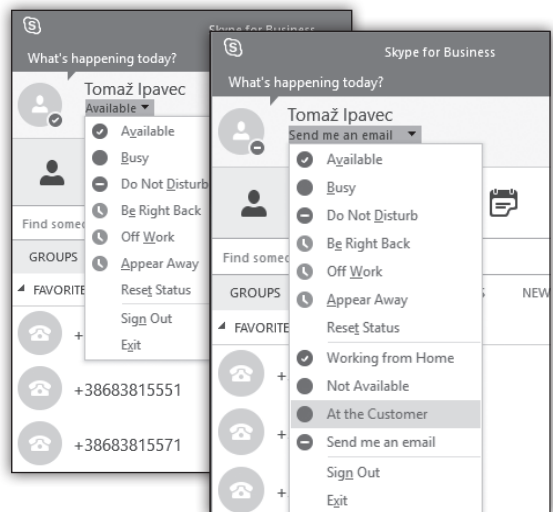 Skype for Business
What's happening today?
Tomaž Ipavec
Available
Available
Busy
Do Not Disturb
Be Right Back
Off Work
Appear Away
Reset Status
Sign Out
Exit
Find someo
GROUPS
FAVORITE
+
+38683815551
+38683815571
Skype for Business
What's happening today?
Tomaž Ipavec
Send me an email
Available
Busy
Do Not Disturb
Be Right Back
Off Work
Appear Away
Reset Status
Working from Home
Not Available
At the Customer
Send me an email
Sign Out
Exit
Find someo
GROUPS
NEW
FAVORITE
+
+
+